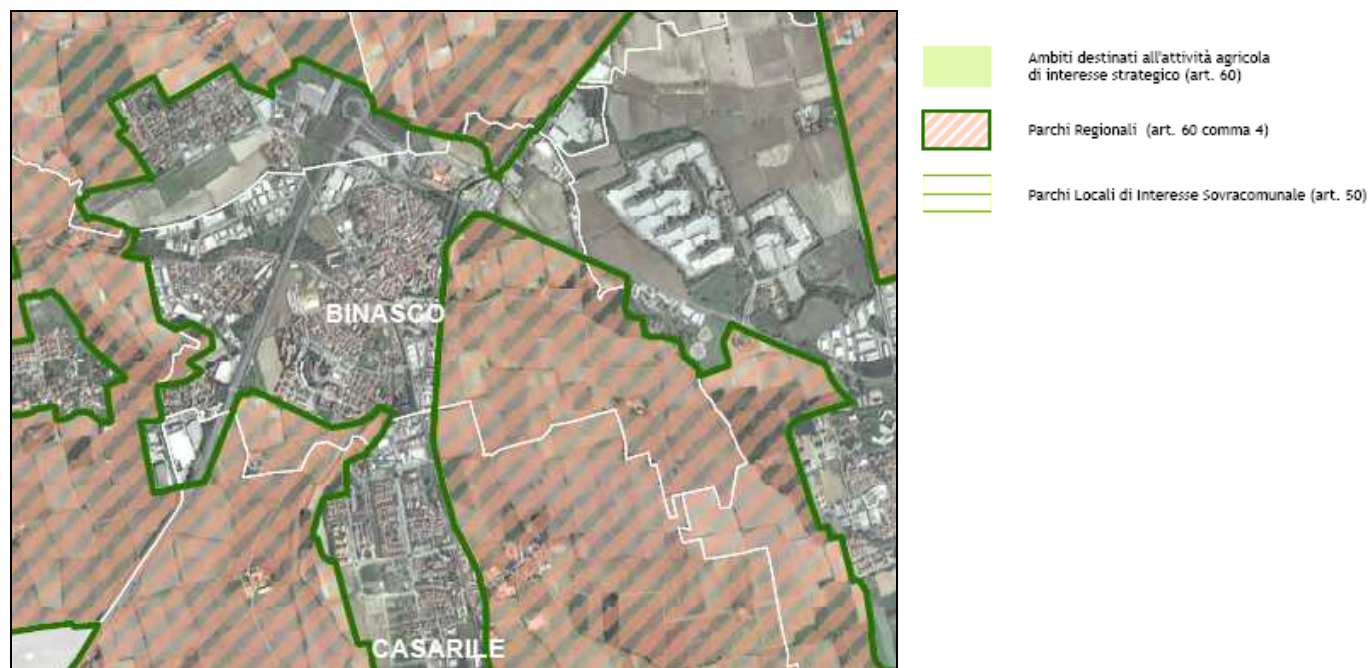 BINASCO
CASARILE
Ambiti destinati all'attività agricola
di interesse strategico (art. 60)
Parchi Regionali (art. 60 comma 4)
Parchi Locali di Interesse Sovracomunale (art. 50)